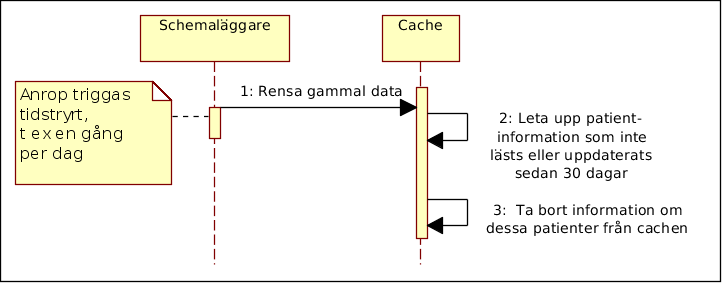 Schemaläggare
Cache
Anrop triggas
tidstryrt,
t ex en gång
per dag
1: Rensa gammal data
2: Leta upp patient-
information som inte
lästs eller uppdaterats
sedan 30 dagar
3:  Ta bort information om
dessa patienter från cachen